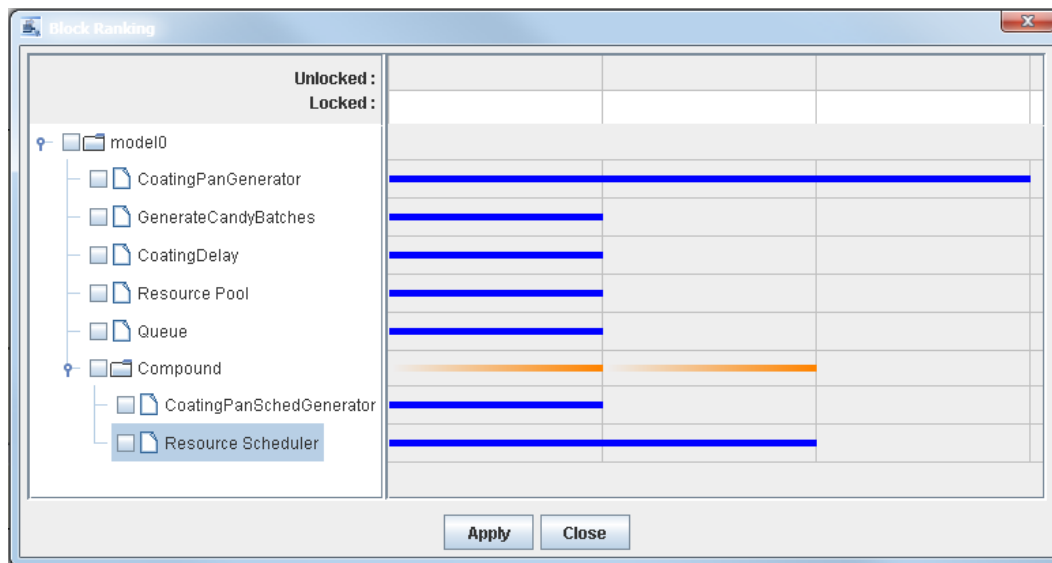 Block Ranking
Unlocked :
Locked :
model0
CoatingPanGenerator
GenerateCandyBatches
CoatingDelay
Resource Pool
Queue
Compound
CoatingPanSchedGenerator
Resource Scheduler
Apply Close